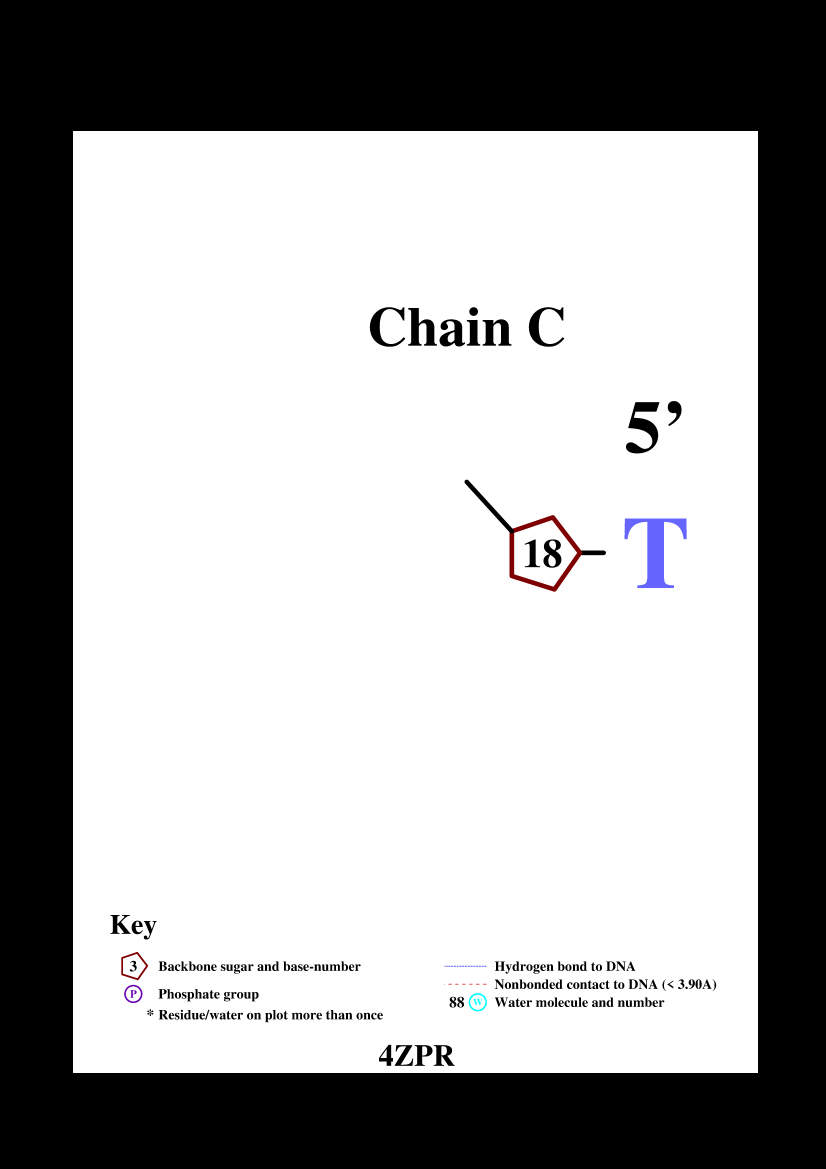 Chain C
5’
18
T
Key
3 Backbone sugar and base-number
P Phosphate group
* Residue/water on plot more than once
Hydrogen bond to DNA
Nonbonded contact to DNA (< 3.90A)
88 W Water molecule and number
4ZPR